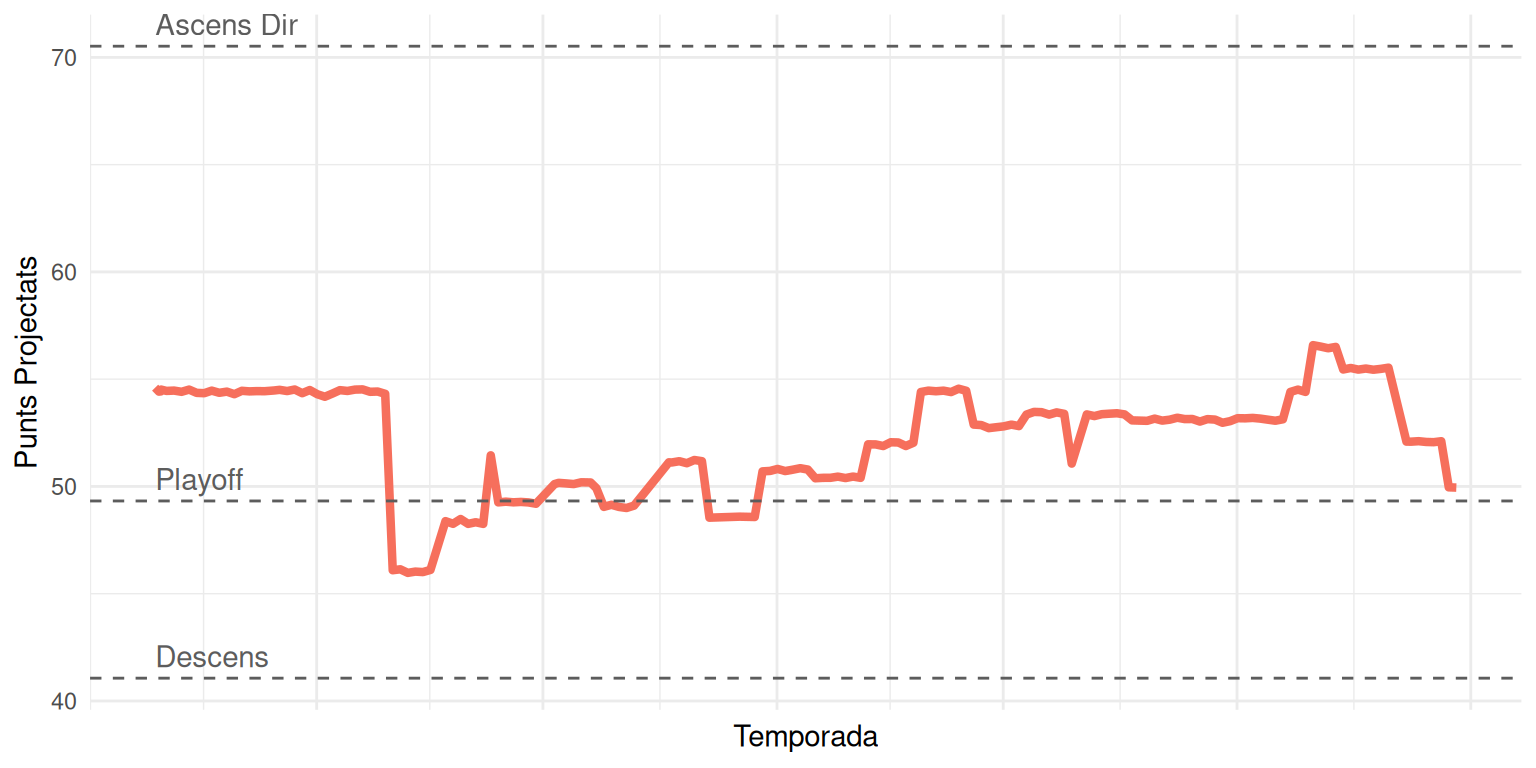 Ascens Dir
70
60
Punts Projectats
Playoff
50
Descens
40
Temporada